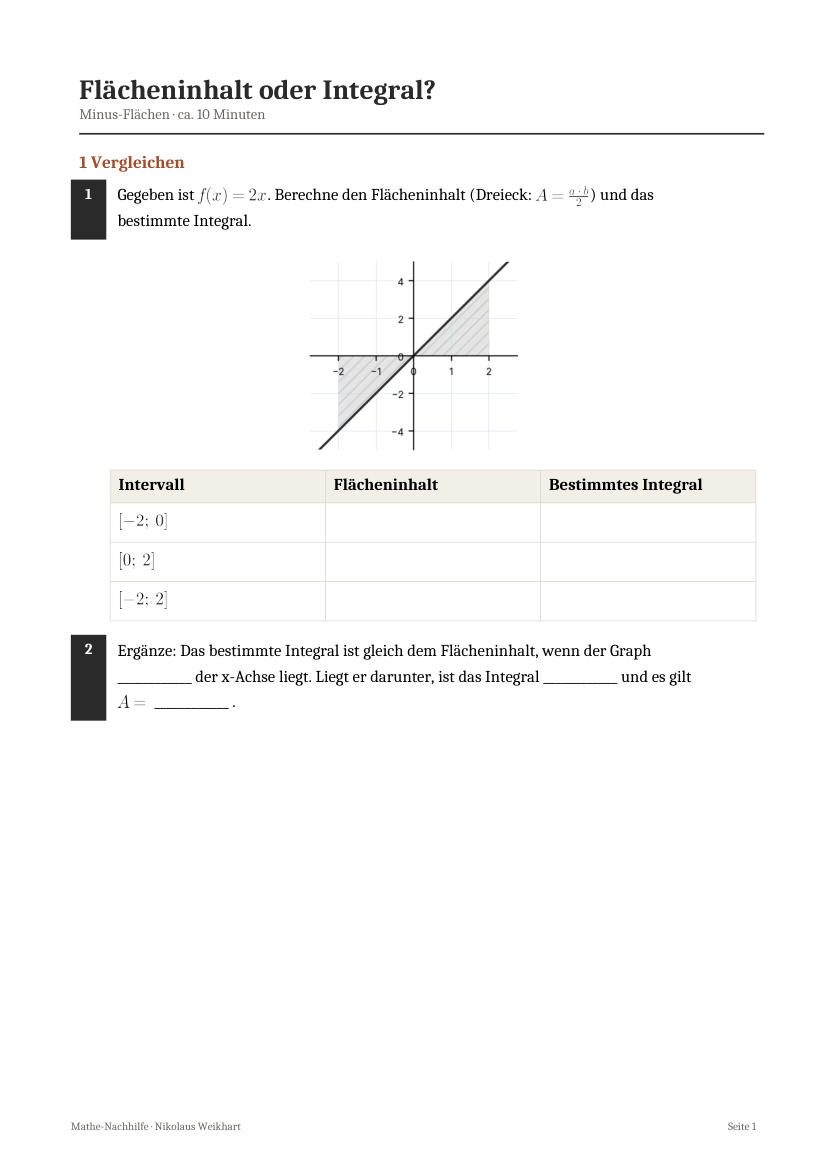 Flächeninhalt oder Integral?
Minus-Flächen · ca. 10 Minuten
1 Vergleichen
1 Gegeben ist f(x) = 2x. Berechne den Flächeninhalt (Dreieck: A = \frac{a \cdot b}{2}) und das
bestimmte Integral.
4
2
0
−2 −1 0 1 2
−2
−4
Intervall Flächeninhalt Bestimmtes Integral
[−2; 0]
[0; 2]
[−2; 2]
2 Ergänze: Das bestimmte Integral ist gleich dem Flächeninhalt, wenn der Graph
__________ der x-Achse liegt. Liegt er darunter, ist das Integral __________ und es gilt
A = __________ .
Mathe-Nachhilfe · Nikolaus Weikhart Seite 1